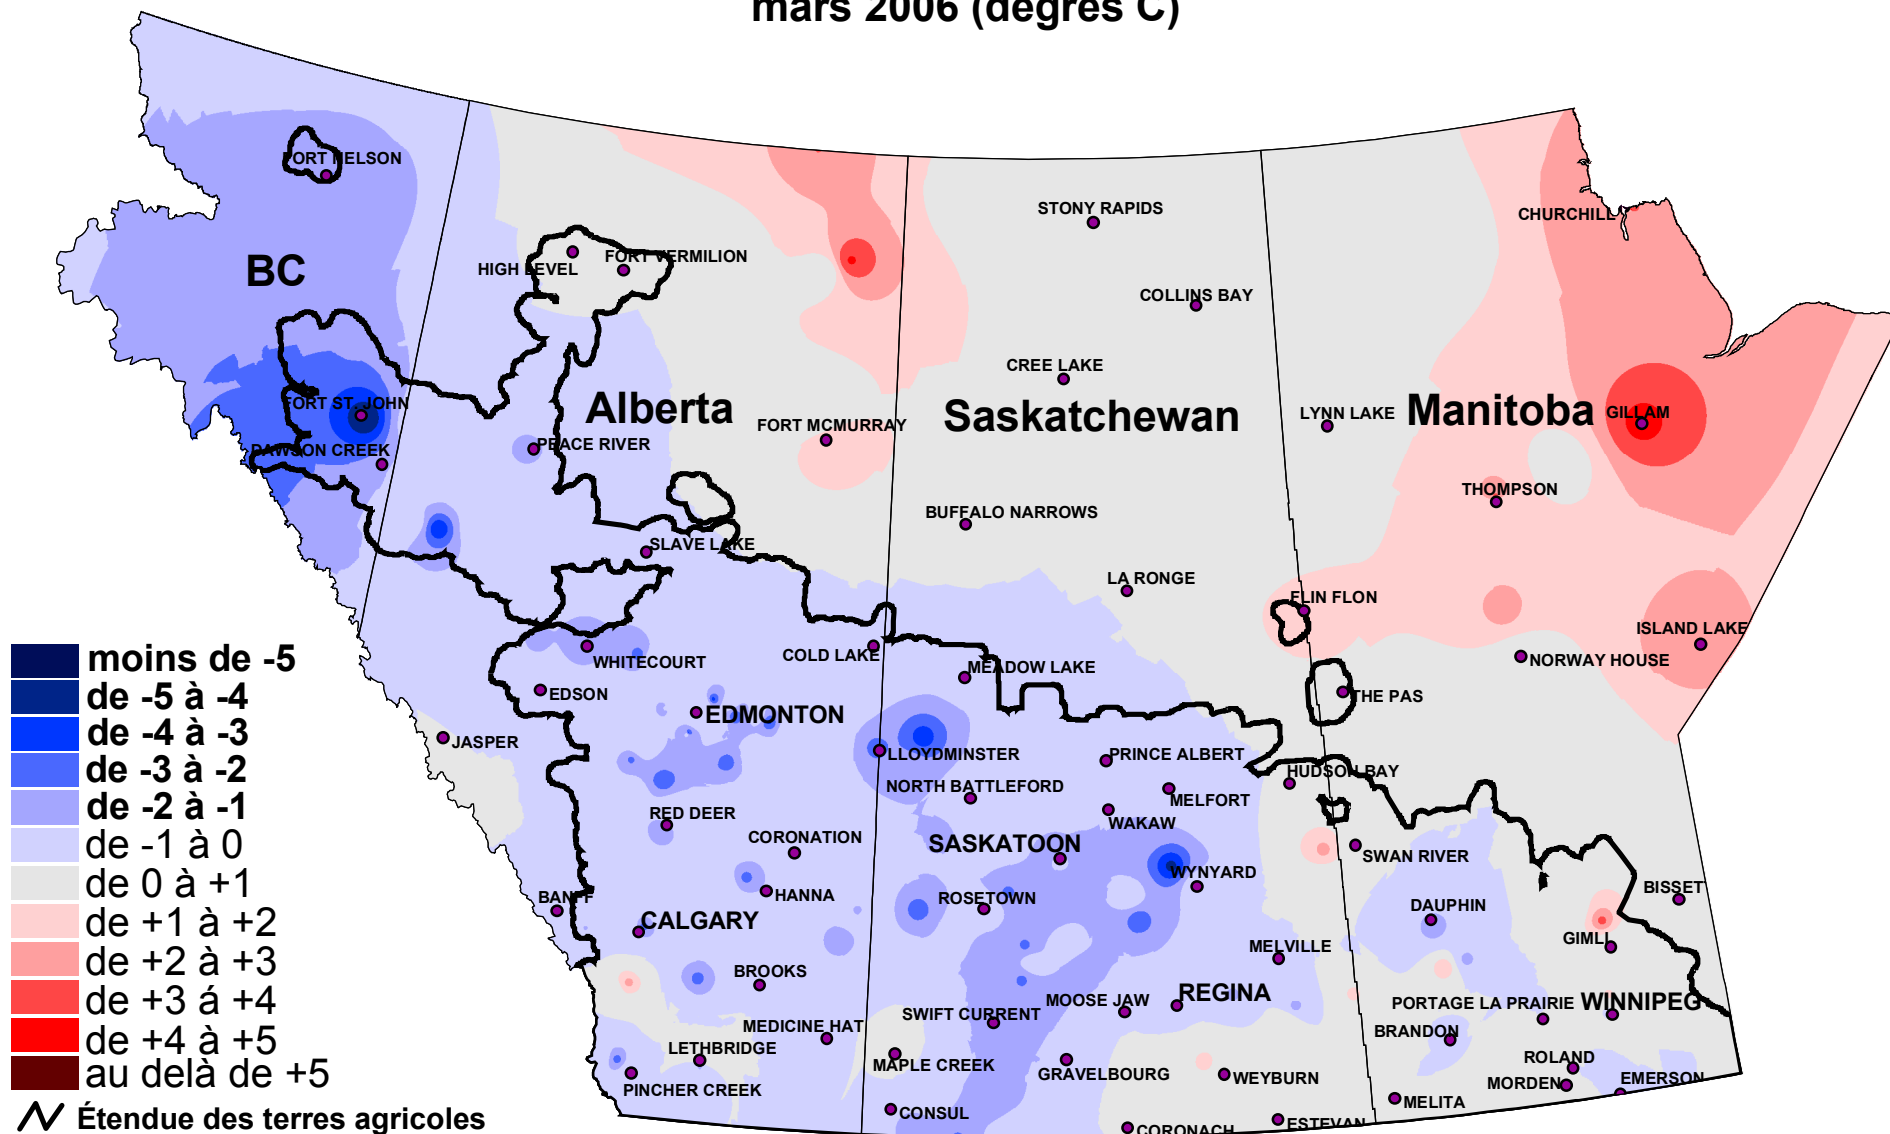 mars 2006 (degrés C)
FORT NELSON
BC
STONY RAPIDS
CHURCHILL
HIGH LEVEL
FORT VERMILION
COLLINS BAY
CREE LAKE
FORT ST. JOHN
Alberta
Saskatchewan
Manitoba
LYNN LAKE
GILLAM
FORT MCMURRAY
DAWSON CREEK
PEACE RIVER
THOMPSON
BUFFALO NARROWS
SLAVE LAKE
LA RONGE
FLIN FLON
ISLAND LAKE
WHITECOURT
COLD LAKE
MEADOW LAKE
NORWAY HOUSE
EDSON
THE PAS
EDMONTON
JASPER
LLOYDMINSTER
PRINCE ALBERT
HUDSON BAY
NORTH BATTLEFORD
MELFORT
RED DEER
WAKAW
CORONATION
SASKATOON
SWAN RIVER
WYNYARD
BISSET
HANNA
BANFF
ROSETOWN
DAUPHIN
CALGARY
GIMLI
MELVILLE
BROOKS
REGINA
MOOSE JAW
PORTAGE LA PRAIRIE
WINNIPEG
SWIFT CURRENT
MEDICINE HAT
BRANDON
LETHBRIDGE
MAPLE CREEK
GRAVELBOURG
WEYBURN
ROLAND
MORDEN
EMERSON
PINCHER CREEK
MELITA
CONSUL
ESTEVAN
CORONACH
moins de -5
de -5 à -4
de -4 à -3
de -3 à -2
de -2 à -1
de -1 à 0
de 0 à +1
de +1 à +2
de +2 à +3
de +3 á +4
de +4 à +5
au delà de +5
Étendue des terres agricoles